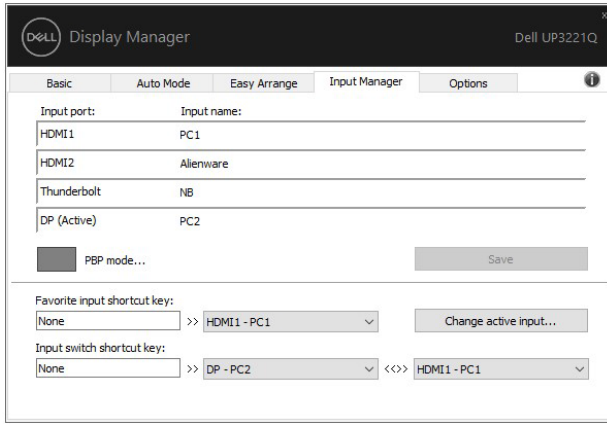 DELL Display Manager Dell UP3221Q
Basic Auto Mode Easy Arrange Input Manager Options
Input port: Input name:
HDMI1 PC1
HDMI2 Alienware
Thunderbolt NB
DP (Active) PC2
PBP mode... Save
Favorite input shortcut key:
None >> HDMI1 - PC1 Change active input...
Input switch shortcut key:
None >> DP - PC2 <<>> HDMI1 - PC1